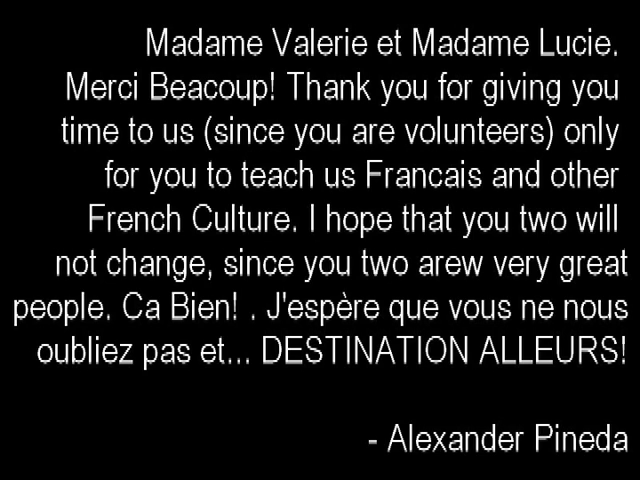 Madame Valerie et Madame Lucie.
Merci Beacoup! Thank you for giving you
time to us (since you are volunteers) only
for you to teach us Francais and other
French Culture. I hope that you two will
not change, since you two arew very great
people. Ca Bien! . J'espère que vous ne nous
oubliez pas et... DESTINATION ALLEURS!
- Alexander Pineda